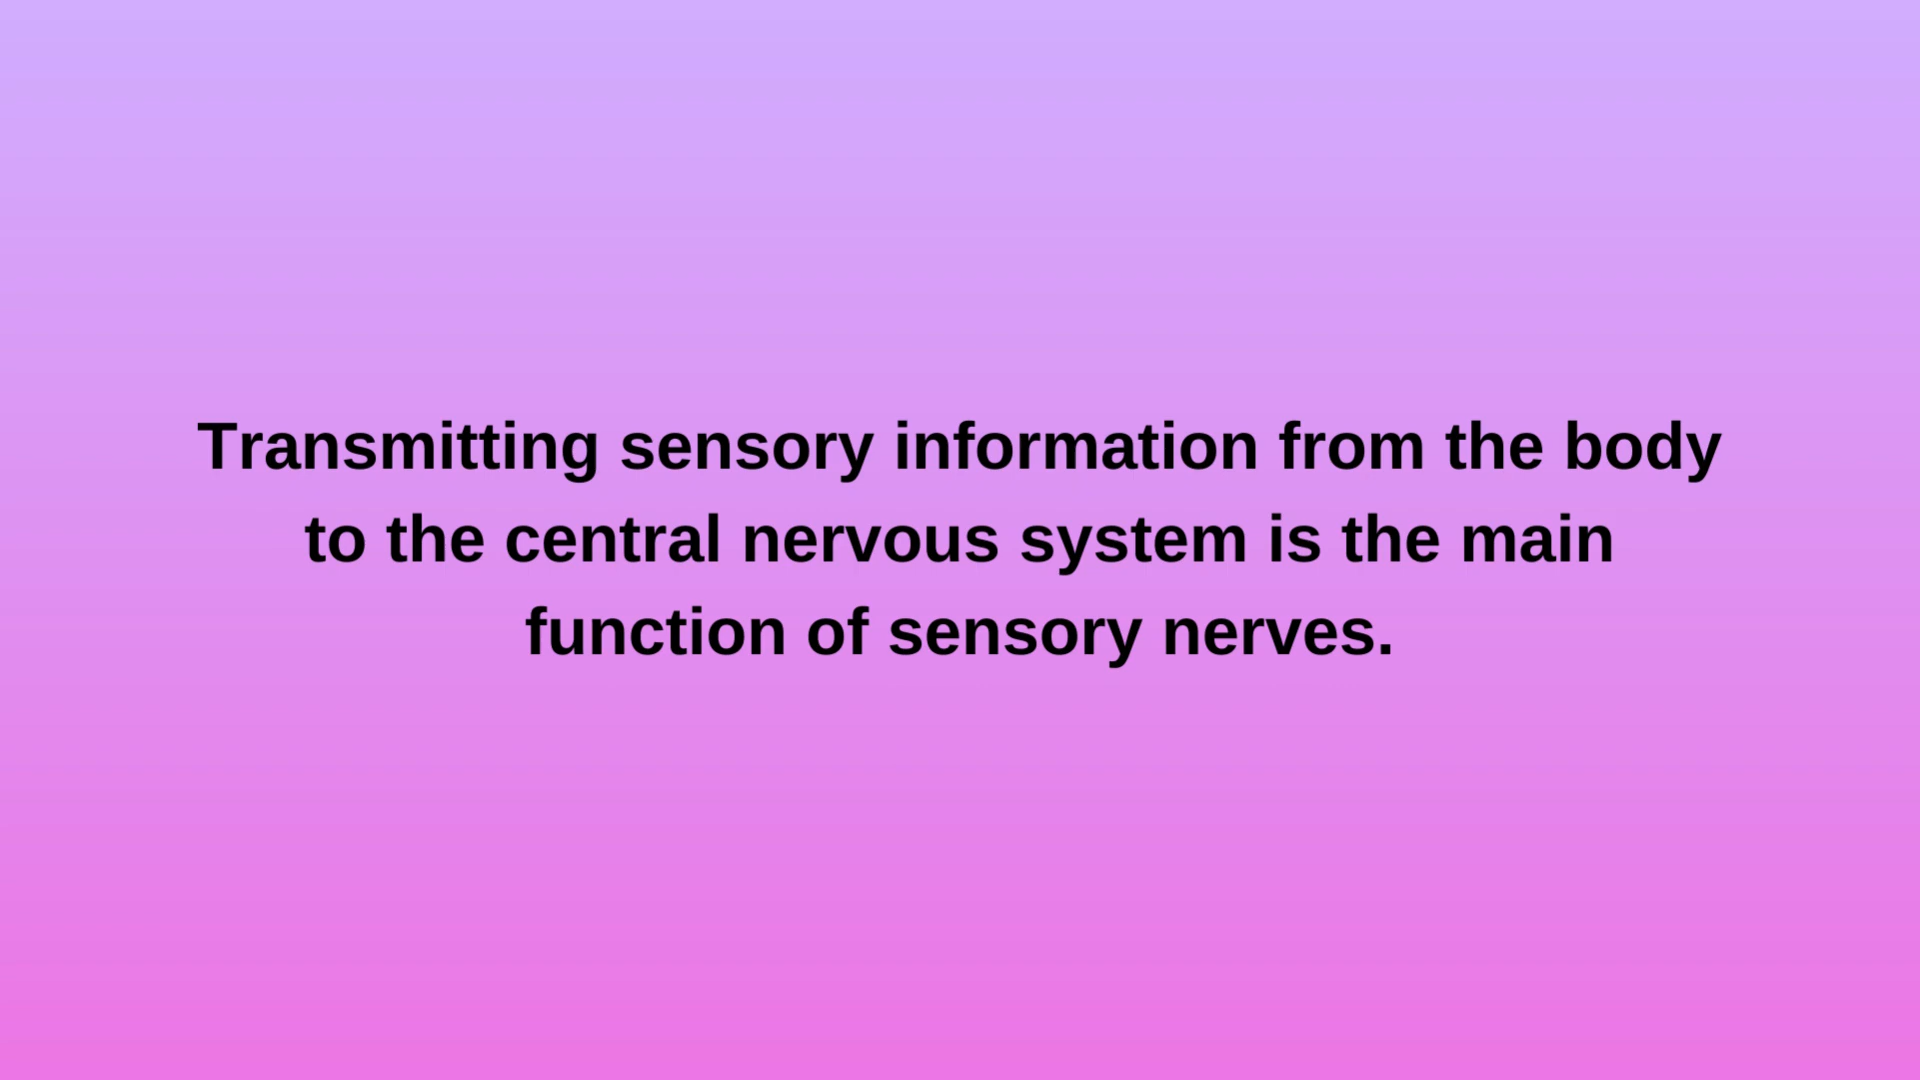 Transmitting sensory information from the body
to the central nervous system is the main
function of sensory nerves.